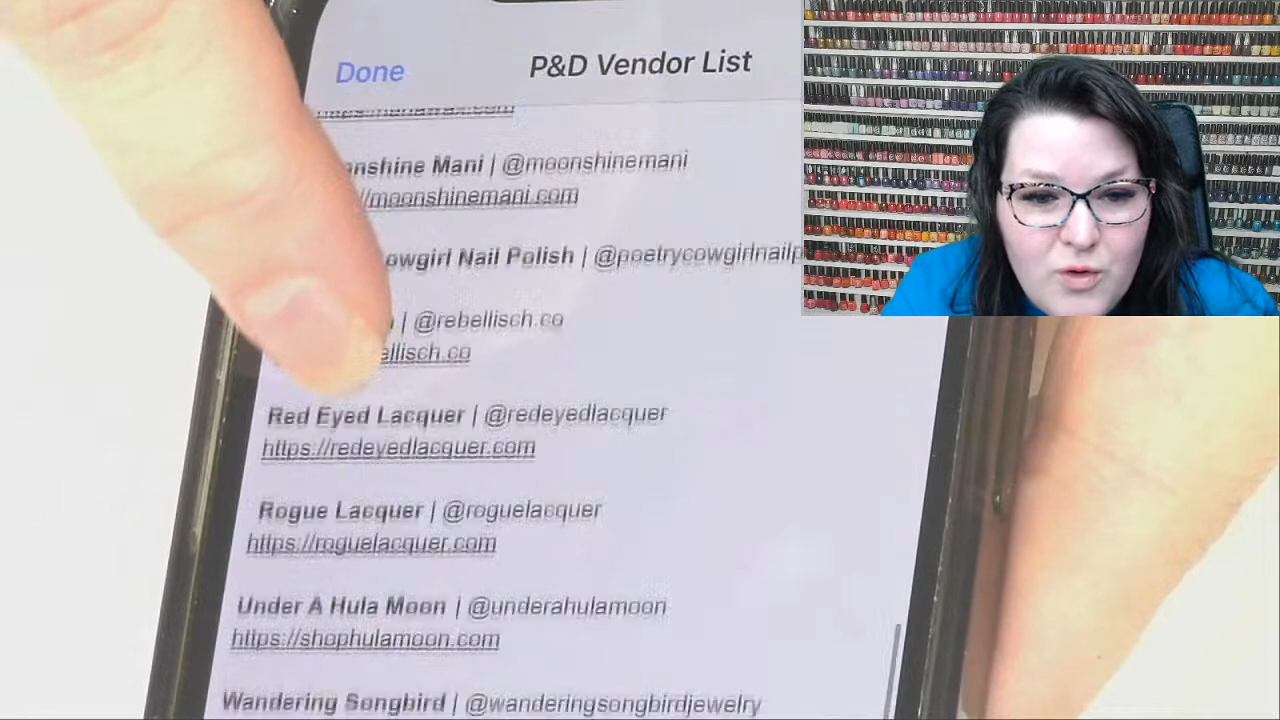 Done
P&D Vendor List
onshine Mani | @moonshinemani
//moonshinemani.com
owgirl Nail Polish | @poetrycowgirlnailp
| @rebellisch.co
ellisch.co
Red Eyed Lacquer | @redeyedlacquer
https://redeyedlacquer.com
Rogue Lacquer | @roguelacquer
https://roguelacquer.com
Under A Hula Moon | @underahulamoon
https://shophulamoon.com
Wandering Songbird | @wanderingsongbirdjewelry